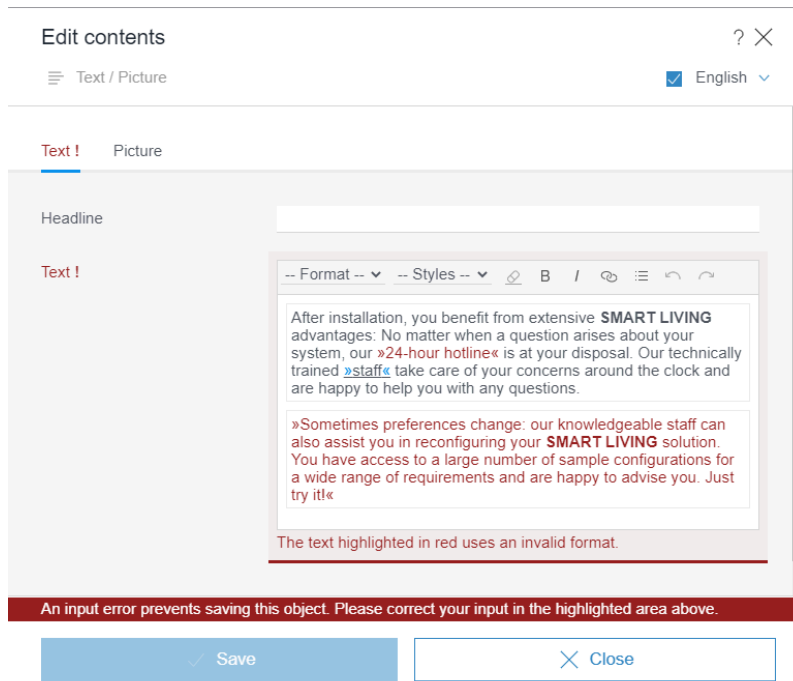 Edit contents ?
Text / Picture English
Text ! Picture
Headline
Text !
-- Format -- -- Styles -- B I
After installation, you benefit from extensive SMART LIVING
advantages: No matter when a question arises about your
system, our »24-hour hotline« is at your disposal. Our technically
trained »staff« take care of your concerns around the clock and
are happy to help you with any questions.
»Sometimes preferences change: our knowledgeable staff can
also assist you in reconfiguring your SMART LIVING solution.
You have access to a large number of sample configurations for
a wide range of requirements and are happy to advise you. Just
try it!«
The text highlighted in red uses an invalid format.
An input error prevents saving this object. Please correct your input in the highlighted area above.
Save Close